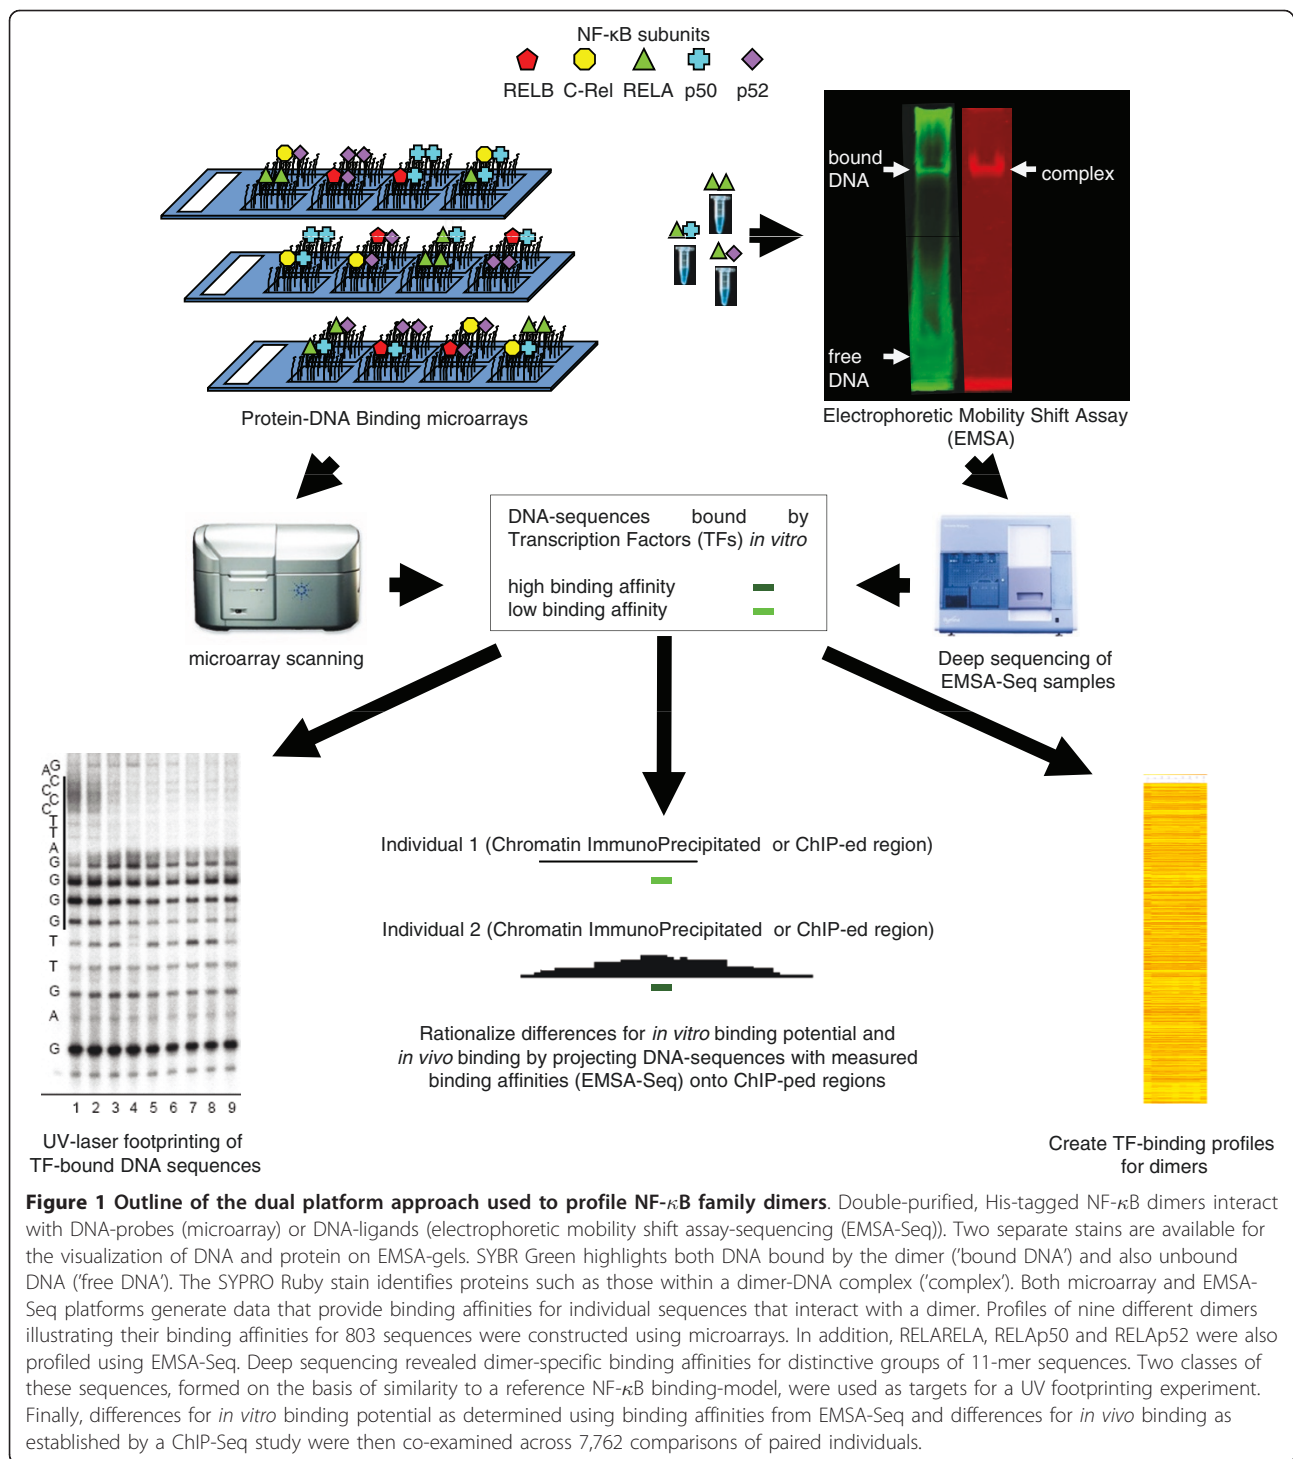 NF-κB subunits
RELB C-Rel RELA p50 p52
bound
DNA
complex
free
DNA
Protein-DNA Binding microarrays
Electrophoretic Mobility Shift Assay
(EMSA)
DNA-sequences bound by
Transcription Factors (TFs) in vitro
high binding affinity
low binding affinity
microarray scanning
Deep sequencing of
EMSA-Seq samples
A
G
C
C
C
C
T
T
A
G
G
G
G
T
T
G
A
G
1 2 3 4 5 6 7 8 9
UV-laser footprinting of
TF-bound DNA sequences
Individual 1 (Chromatin ImmunoPrecipitated or ChIP-ed region)
Individual 2 (Chromatin ImmunoPrecipitated or ChIP-ed region)
Rationalize differences for in vitro binding potential and
in vivo binding by projecting DNA-sequences with measured
binding affinities (EMSA-Seq) onto ChIP-ped regions
Create TF-binding profiles
for dimers
Figure 1 Outline of the dual platform approach used to profile NF-κB family dimers. Double-purified, His-tagged NF-κB dimers interact
with DNA-probes (microarray) or DNA-ligands (electrophoretic mobility shift assay-sequencing (EMSA-Seq)). Two separate stains are available for
the visualization of DNA and protein on EMSA-gels. SYBR Green highlights both DNA bound by the dimer ('bound DNA') and also unbound
DNA ('free DNA'). The SYPRO Ruby stain identifies proteins such as those within a dimer-DNA complex ('complex'). Both microarray and EMSA-
Seq platforms generate data that provide binding affinities for individual sequences that interact with a dimer. Profiles of nine different dimers
illustrating their binding affinities for 803 sequences were constructed using microarrays. In addition, RELARELA, RELAp50 and RELAp52 were also
profiled using EMSA-Seq. Deep sequencing revealed dimer-specific binding affinities for distinctive groups of 11-mer sequences. Two classes of
these sequences, formed on the basis of similarity to a reference NF-κB binding-model, were used as targets for a UV footprinting experiment.
Finally, differences for in vitro binding potential as determined using binding affinities from EMSA-Seq and differences for in vivo binding as
established by a ChIP-Seq study were then co-examined across 7,762 comparisons of paired individuals.